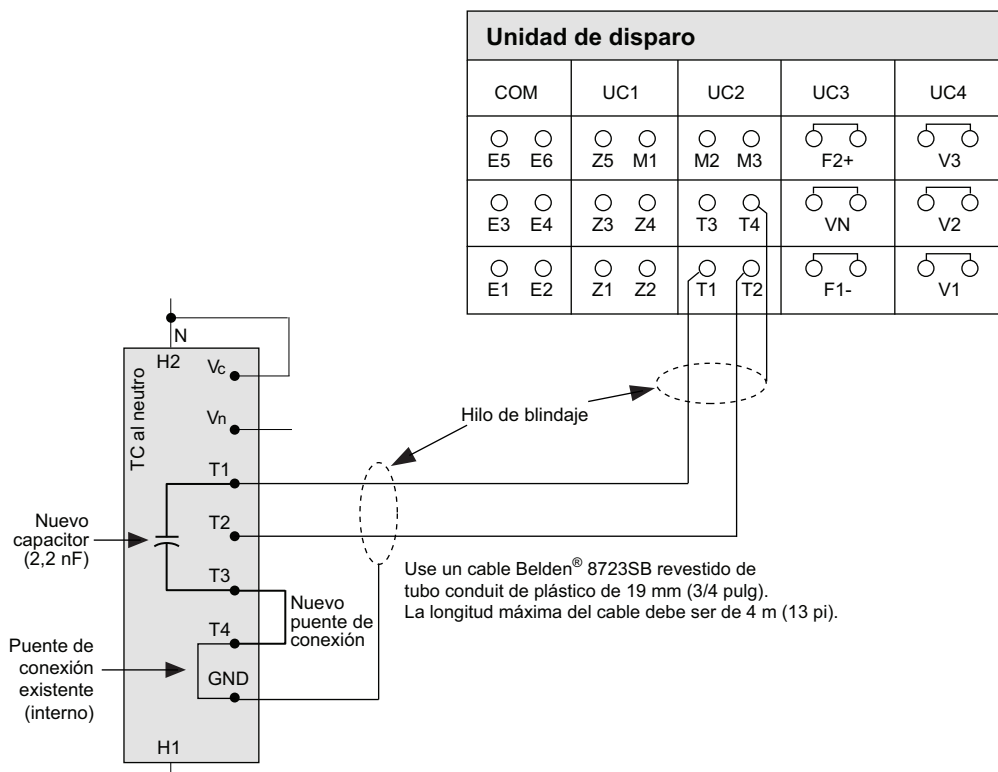 Unidad de disparo
COM UC1 UC2 UC3 UC4
E5 E6 Z5 M1 M2 M3 F2+ V3
E3 E4 Z3 Z4 T3 T4 VN V2
E1 E2 Z1 Z2 T1 T2 F1- V1
N
H2
TC al neutro
Vc
Vn
T1
T2
T3
T4
GND
H1
Hilo de blindaje
Nuevo
capacitor
(2,2 nF)
Nuevo
puente de
conexión
Puente de
conexión
existente
(interno)
Use un cable Belden® 8723SB revestido de
tubo conduit de plástico de 19 mm (3/4 pulg).
La longitud máxima del cable debe ser de 4 m (13 pi).